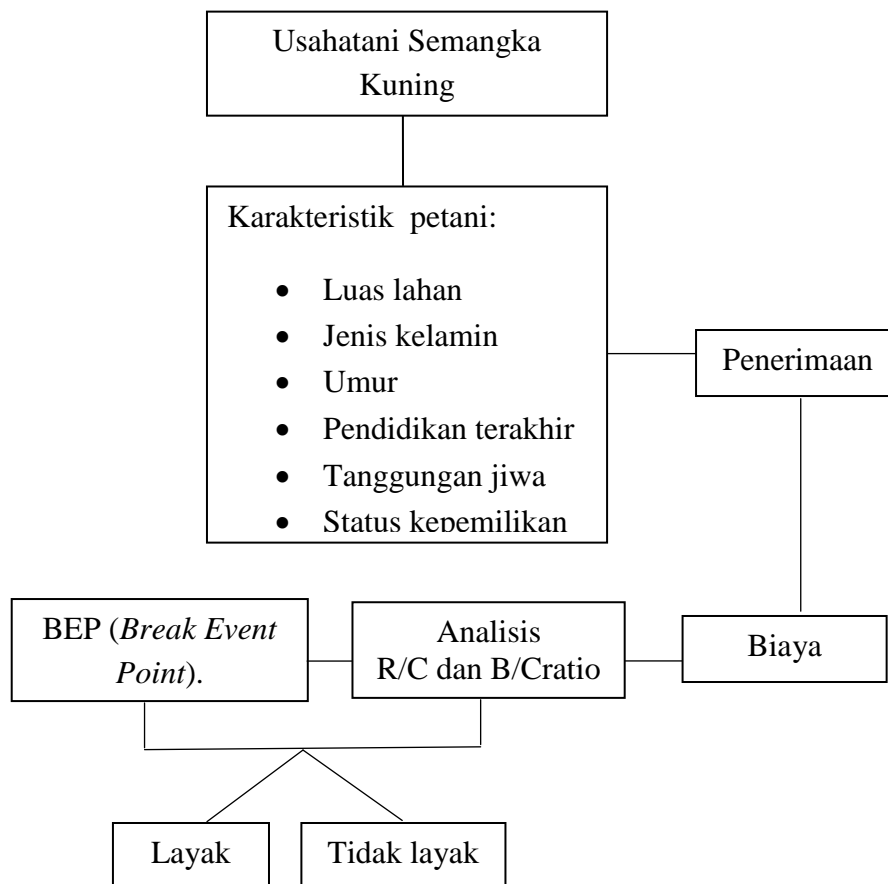 Usahatani Semangka
Kuning
Karakteristik petani:
• Luas lahan
• Jenis kelamin
• Umur
• Pendidikan terakhir
• Tanggungan jiwa
• Status kepemilikan
Penerimaan
BEP (Break Event
Point).
Analisis
R/C dan B/Cratio
Biaya
Layak
Tidak layak